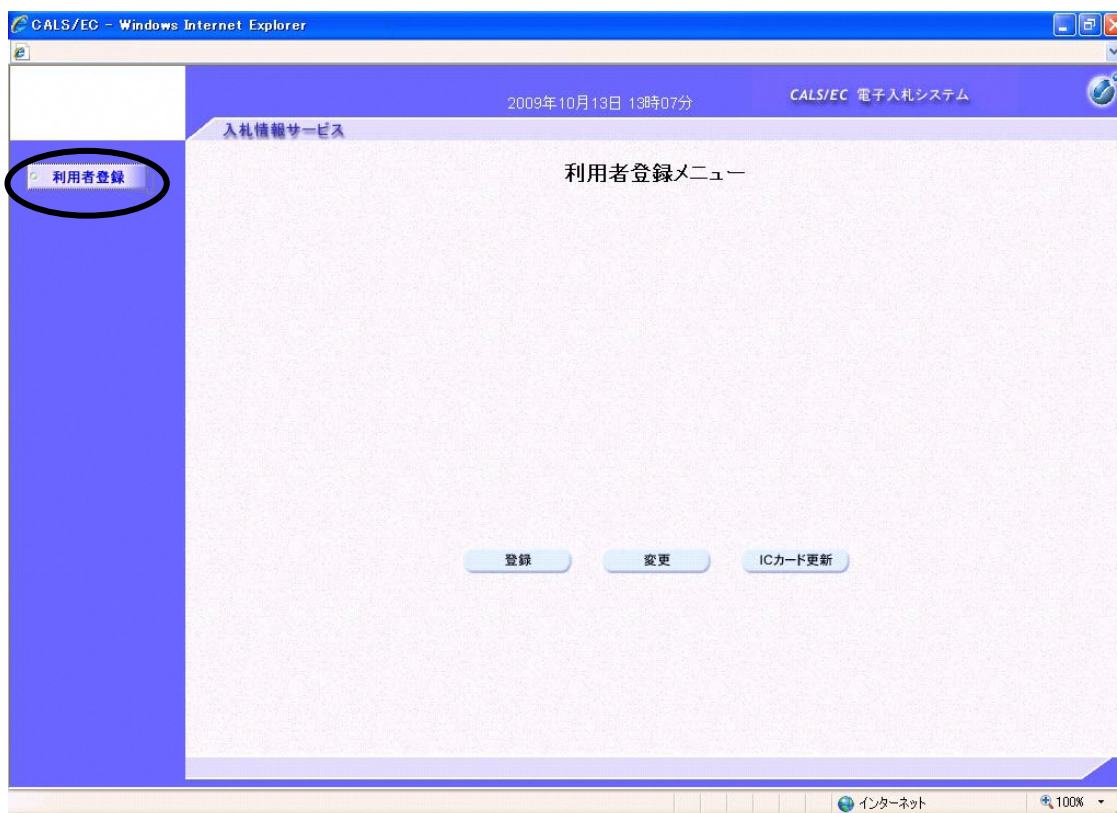 CALS/EC - Windows Internet Explorer
2009年10月13日 13時07分
CALS/EC 電子入札システム
入札情報サービス
利用者登録
利用者登録メニュー
登録
変更
ICカード更新
インターネット
100%